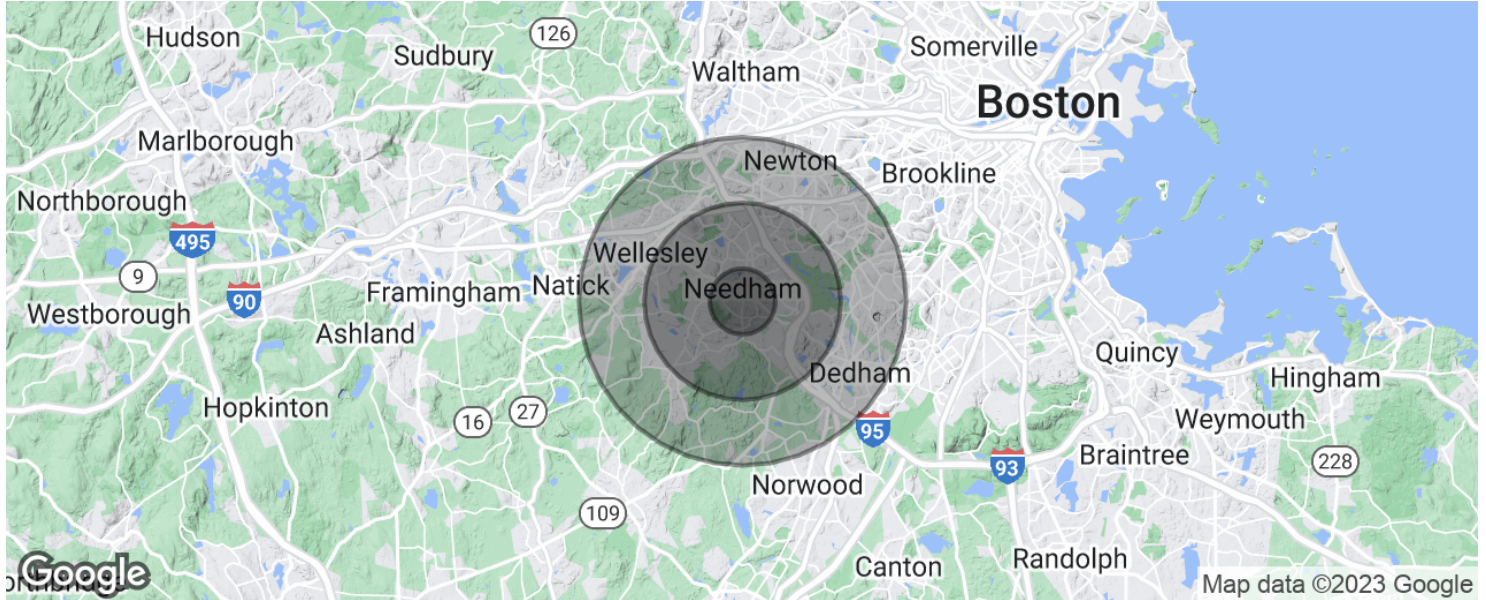 Hudson
126
Sudbury
Somerville
Waltham
Boston
Marlborough
Newton
Brookline
Northborough
495
Wellesley
9
Natick
Needham
Framingham
90
Westborough
Ashland
Quincy
Dedham
Hingham
Hopkinton
27
16
Weymouth
95
Braintree
93
228
Norwood
109
Canton
Randolph
Google
Map data ©2023 Google